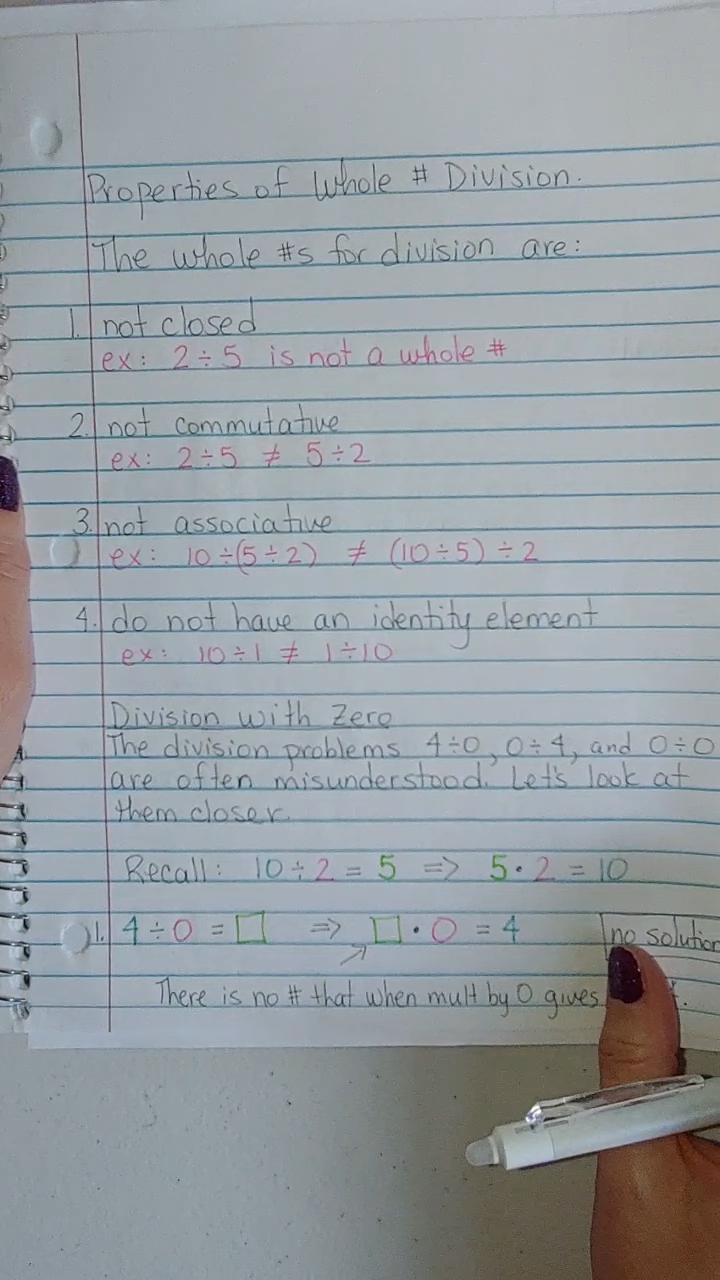 Properties of Whole # Division.
The whole #s for division are:
1. not closed
ex: 2÷5 is not a whole #
2. not commutative
ex: 2÷5 ≠ 5÷2
3. not associative
ex: 10÷(5÷2) ≠ (10÷5)÷2
4. do not have an identity element
ex: 10÷1 ≠ 1÷10
Division with Zero
The division problems 4÷0, 0÷4, and 0÷0
are often misunderstood. Let's look at
them closer.
Recall: 10÷2 = 5 => 5·2 = 10
1. 4÷0 = □ => □·0 = 4 no solution
There is no # that when mult by 0 gives